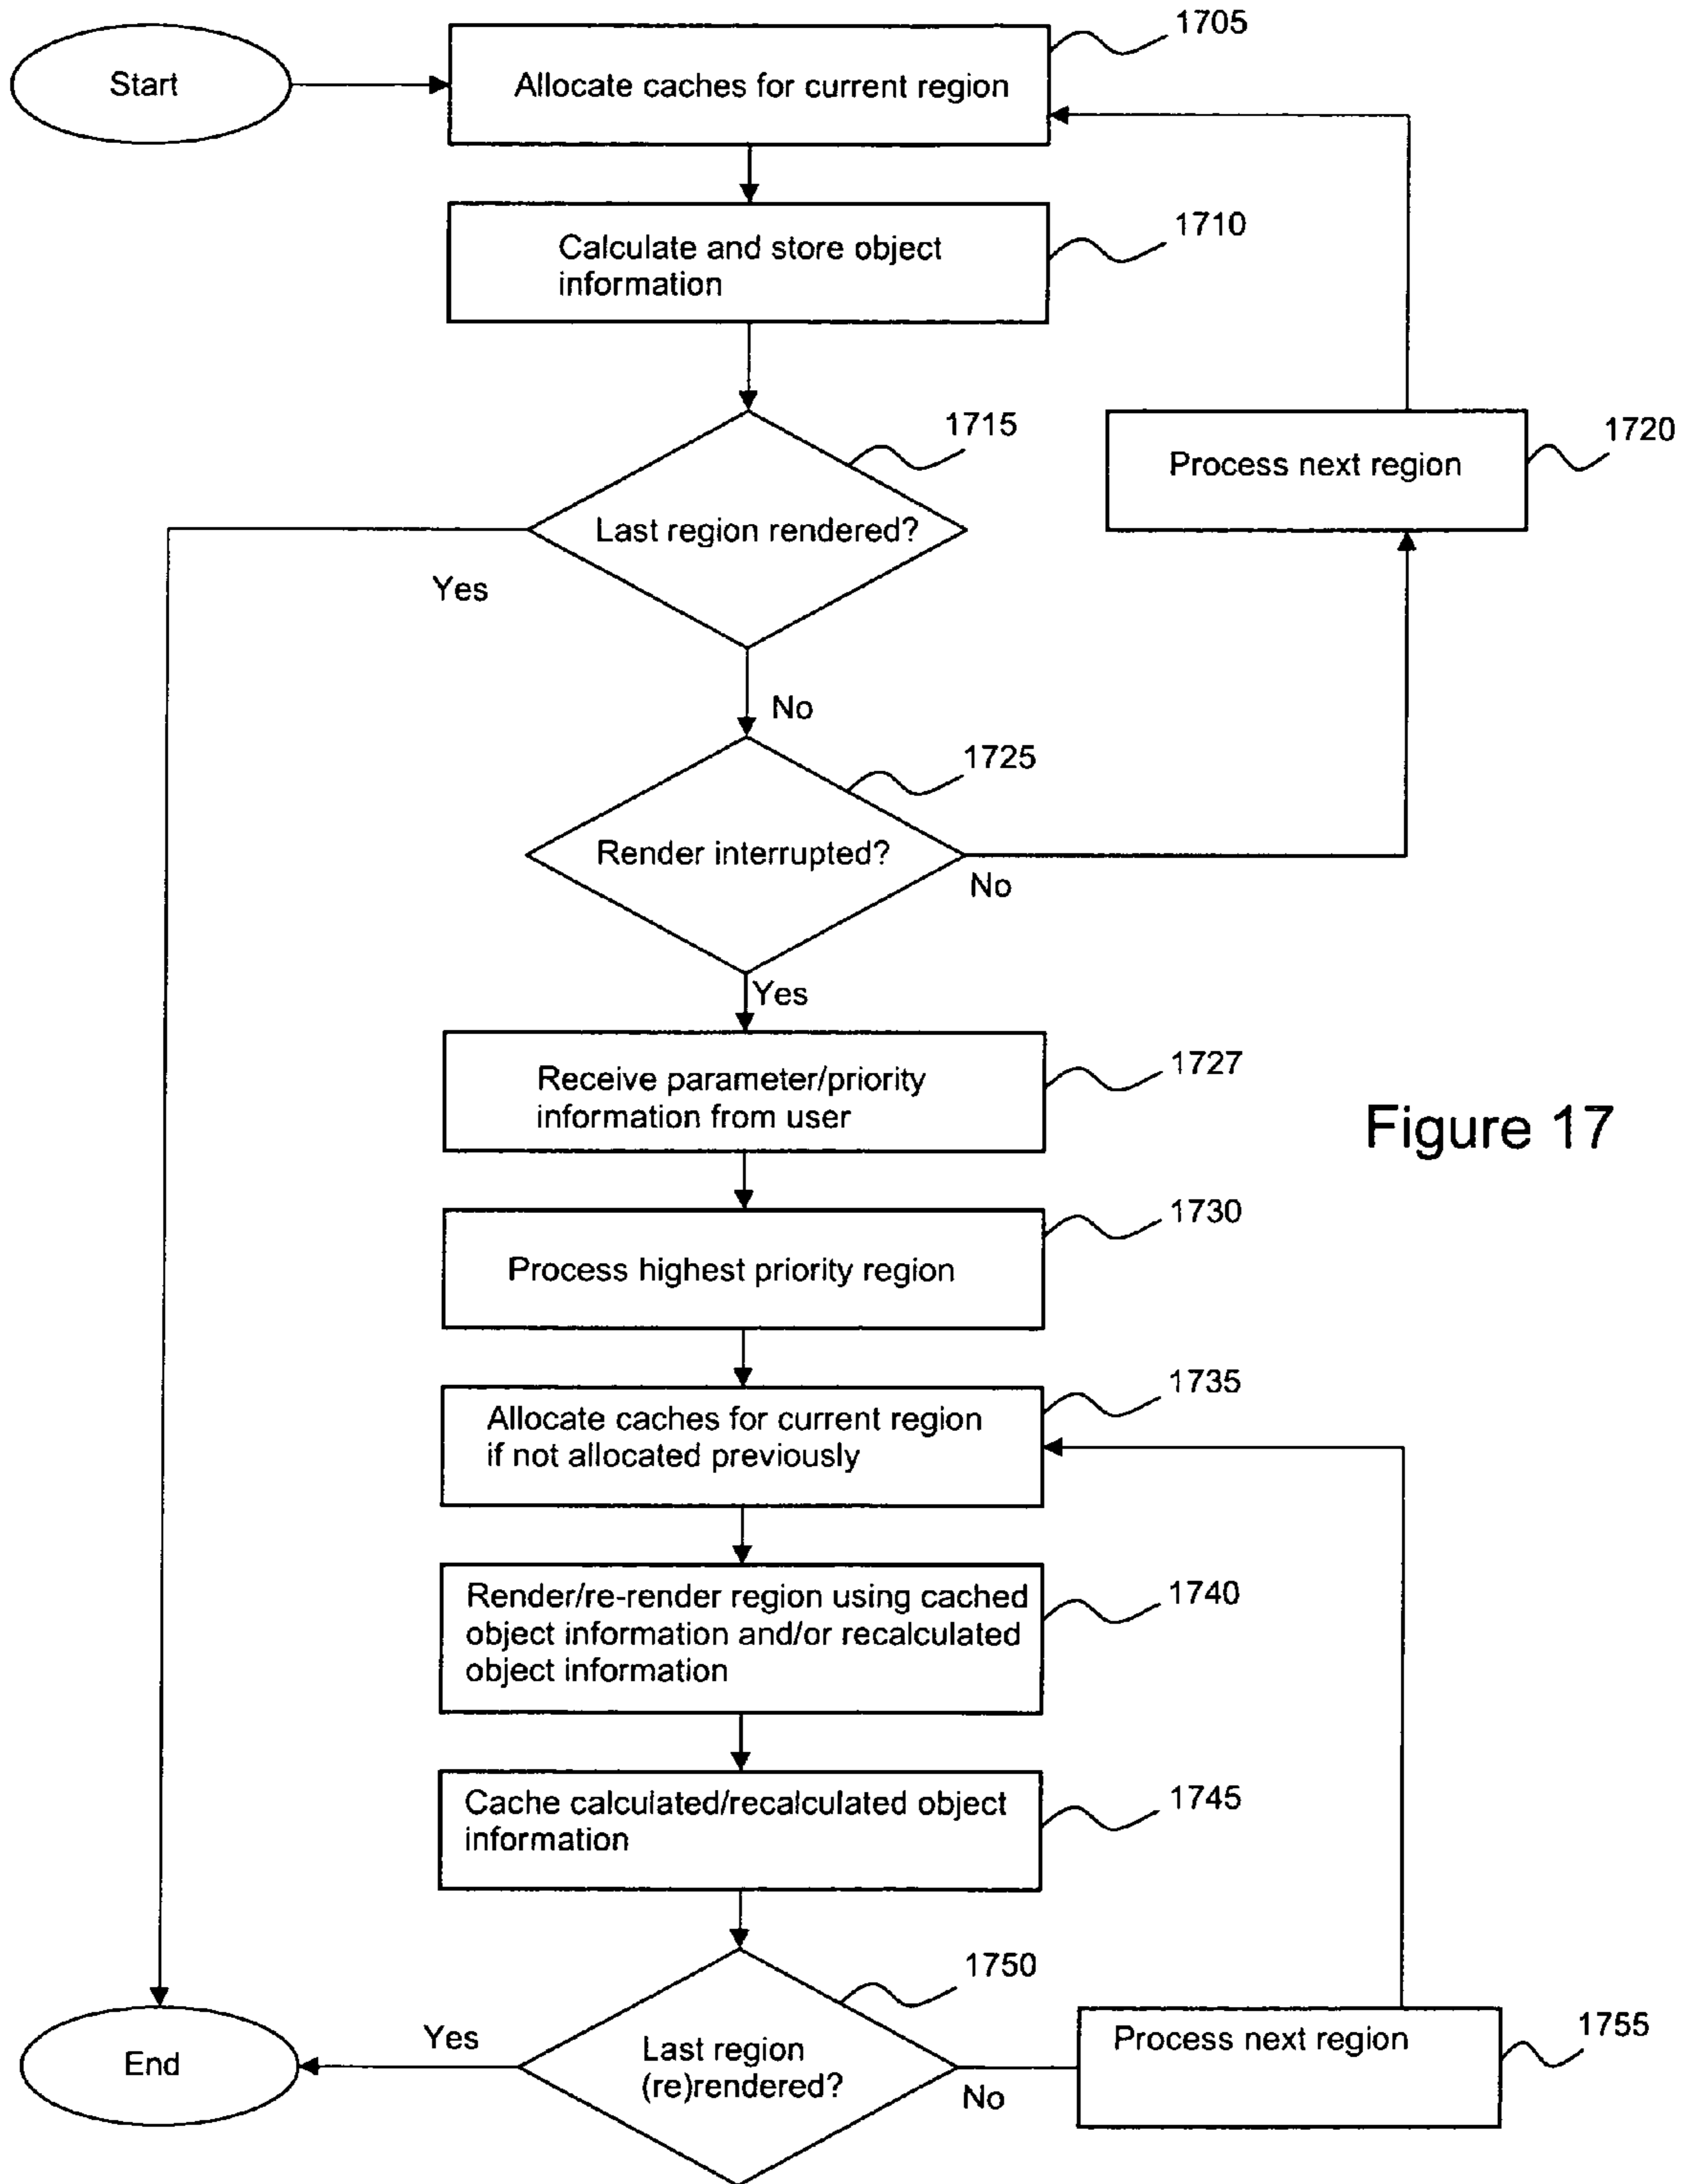 1705
Start
Allocate caches for current region
1710
Calculate and store object
information
1715
1720
Process next region
Last region rendered?
Yes
No
1725
Render interrupted?
No
Yes
1727
Receive parameter/priority
information from user
Figure 17
1730
Process highest priority region
1735
Allocate caches for current region
if not allocated previously
1740
Render/re-render region using cached
object information and/or recalculated
object information
1745
Cache calculated/recalculated object
information
1750
1755
Process next region
Yes
End
Last region
(re)rendered?
No